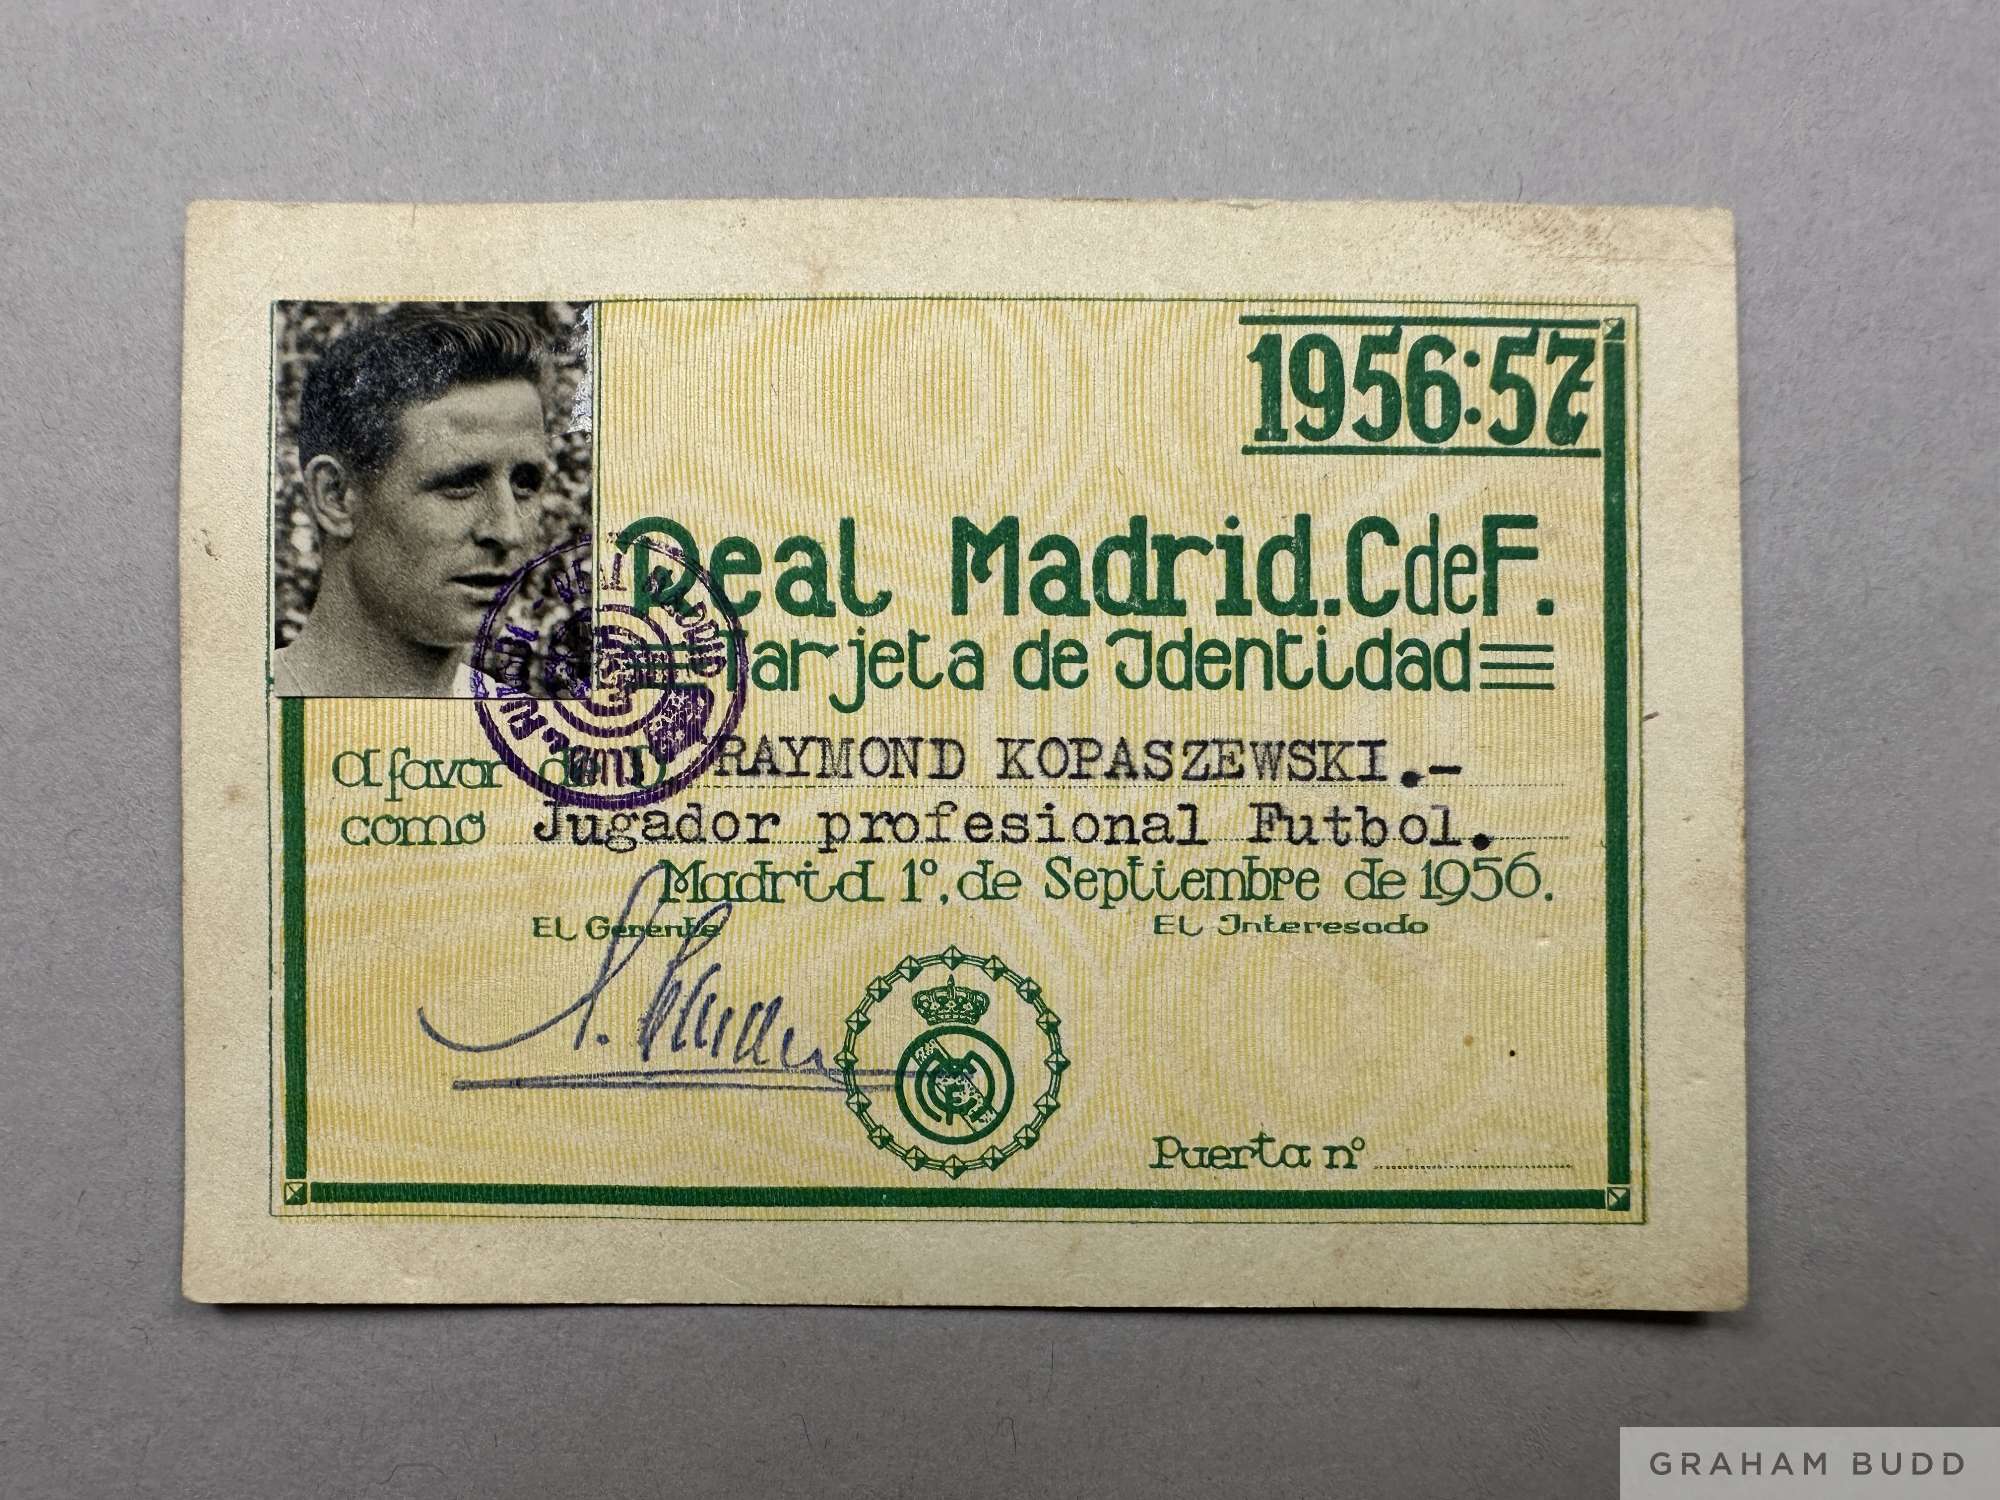 1956:57
Real Madrid.CdeF.
Tarjeta de Identidad
A favor de D. RAYMOND KOPASZEWSKI.-
como Jugador profesional Futbol.
Madrid 1º, de Septiembre de 1956.
El Gerente El Interesado
Puerta nº
GRAHAM BUDD